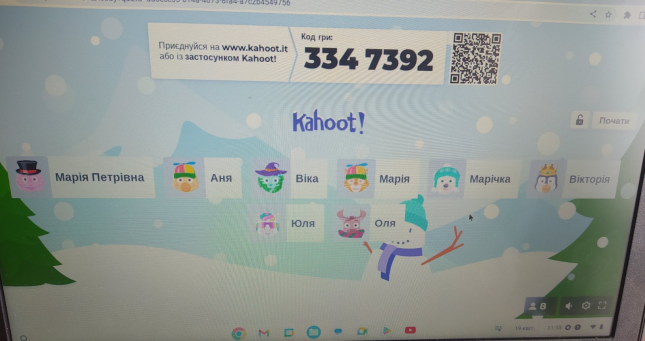 Приєднуйся на www.kahoot.it
або із застосунком Kahoot!
Код гри:
334 7392
Kahoot!
Почати
Марія Петрівна
Аня
Віка
Марія
Марічка
Вікторія
Юля
Оля
8